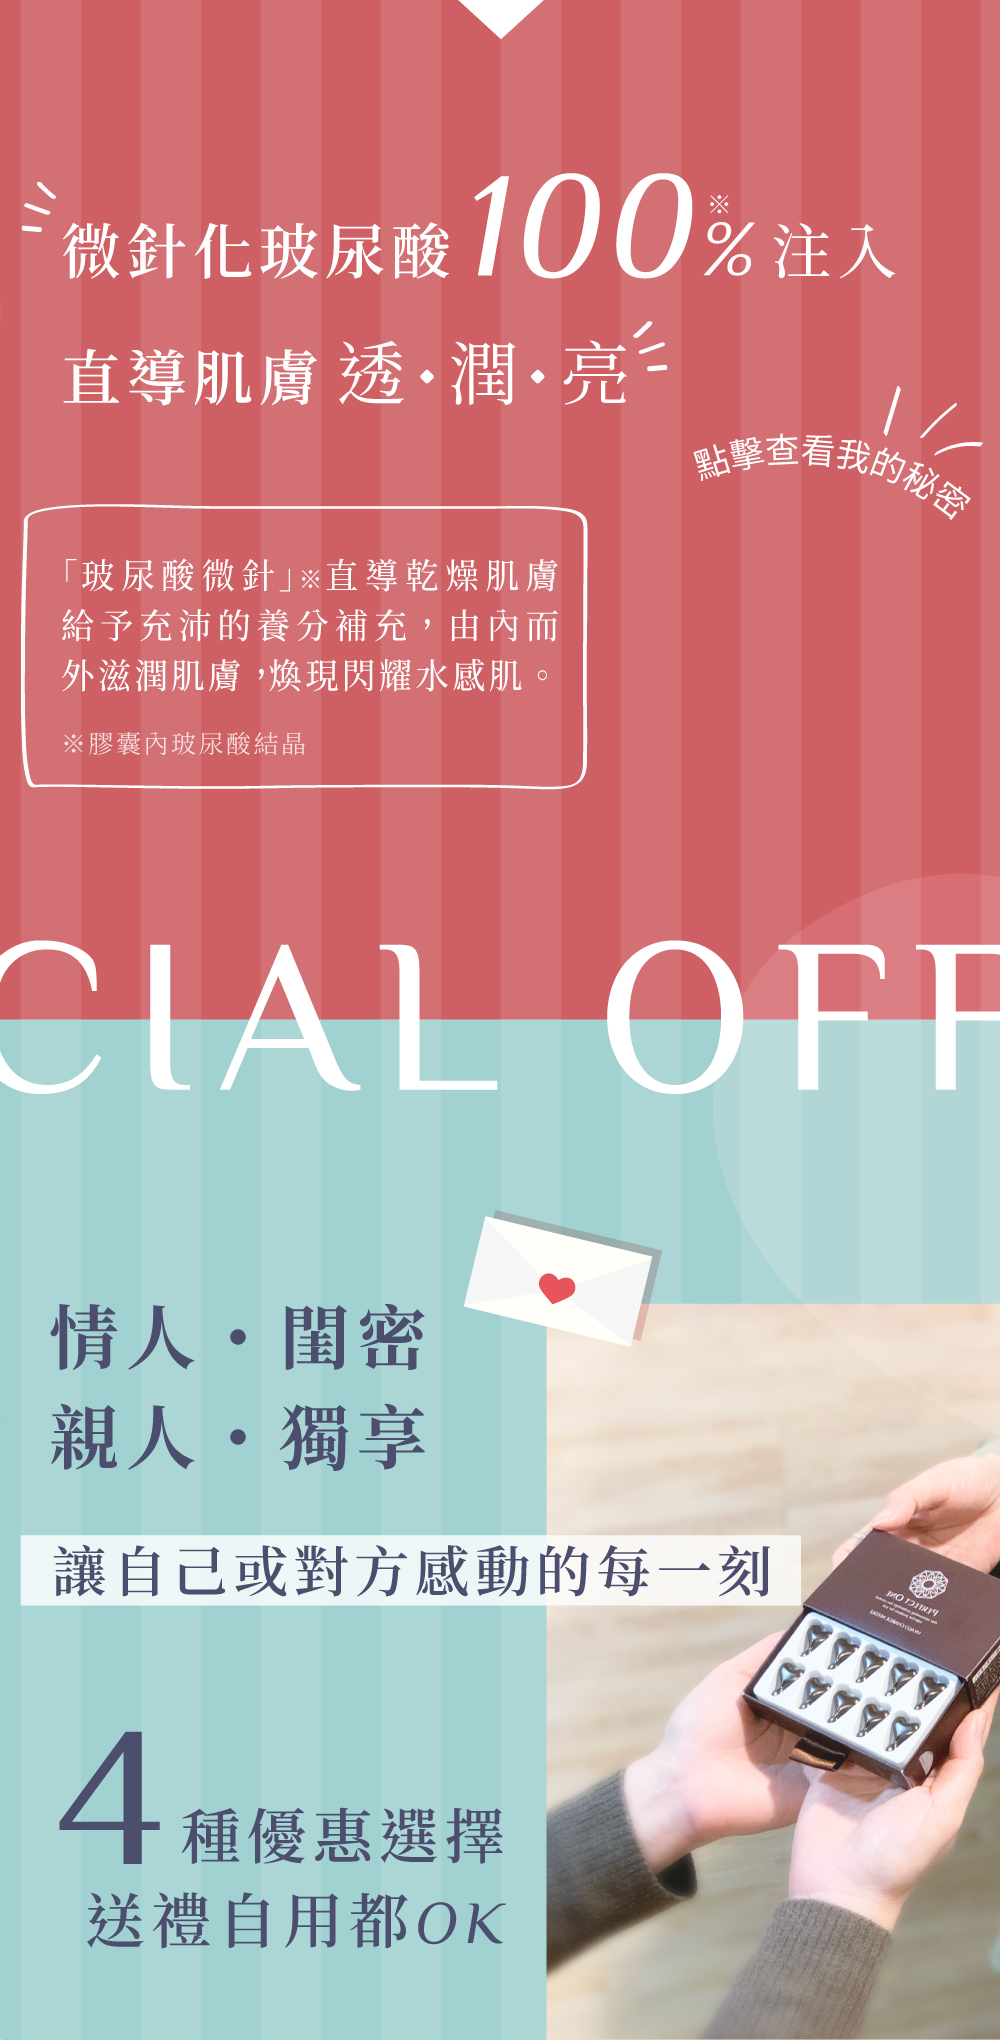 微針化玻尿酸100※%注入
直導肌膚 透・潤・亮
點擊查看我的秘密
「玻尿酸微針」※直導乾燥肌膚
給予充沛的養分補充，由內而
外滋潤肌膚，煥現閃耀水感肌。
※膠囊內玻尿酸結晶
CIAL OFF
情人・閨密
親人・獨享
讓自己或對方感動的每一刻
PERFECT ONE
4種優惠選擇
送禮自用都OK